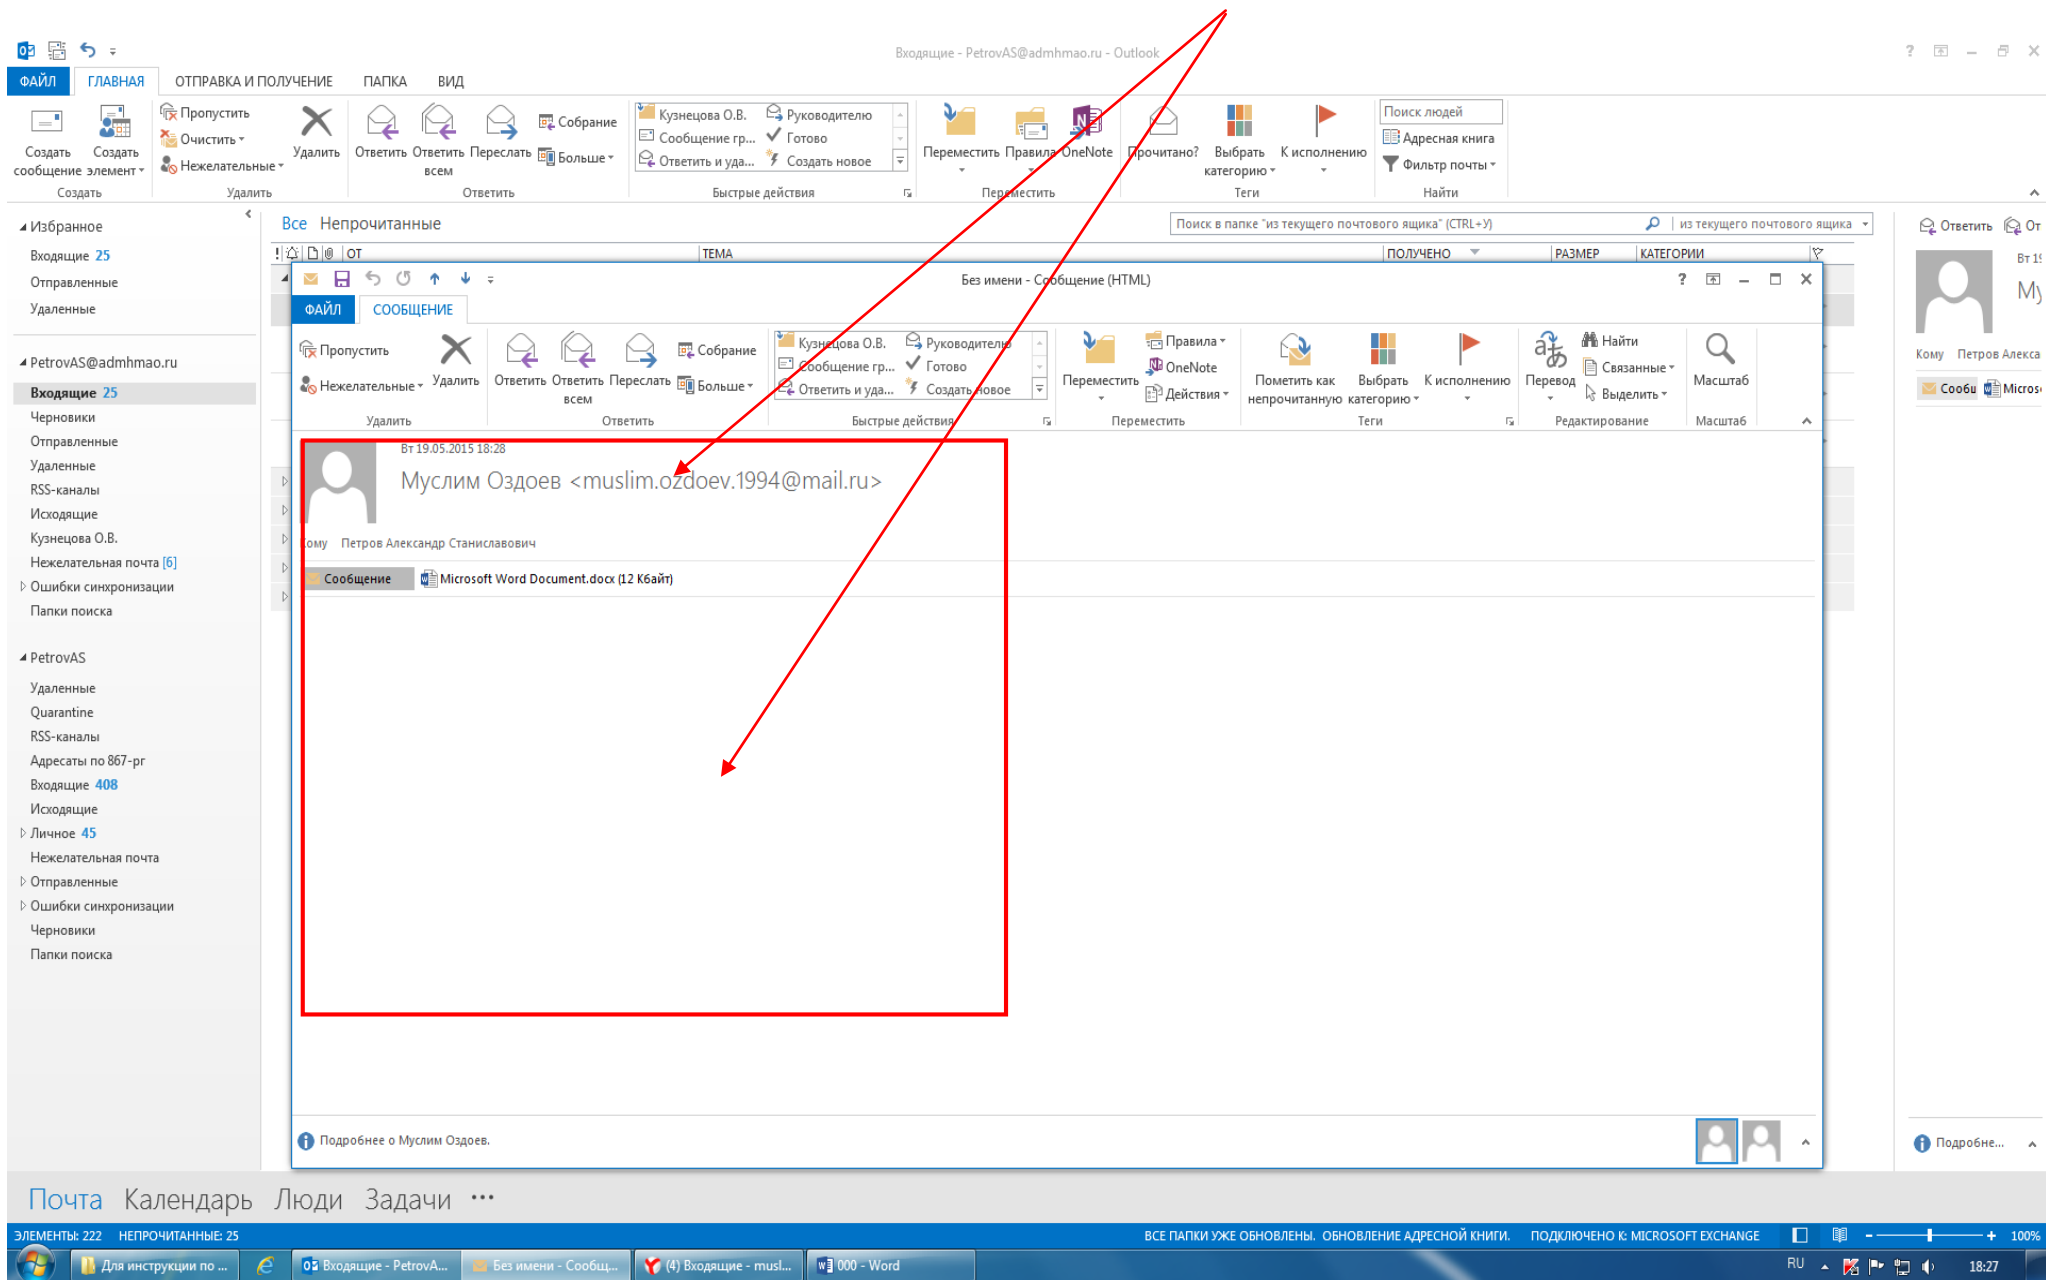 Входящие - PetrovAS@admhmao.ru - Outlook
ФАЙЛ ГЛАВНАЯ ОТПРАВКА И ПОЛУЧЕНИЕ ПАПКА ВИД
Создать сообщение
Создать элемент
Создать
Пропустить
Очистить
Нежелательные
Удалить
Удалить
Ответить
Ответить всем
Переслать
Собрание
Больше
Ответить
Кузнецова О.В.
Сообщение гр...
Ответить и уда...
Руководителю
Готово
Создать новое
Быстрые действия
Переместить
Правила
OneNote
Переместить
Прочитано?
Выбрать категорию
К исполнению
Теги
Поиск людей
Адресная книга
Фильтр почты
Найти
Избранное
Входящие 25
Отправленные
Удаленные
PetrovAS@admhmao.ru
Входящие 25
Черновики
Отправленные
Удаленные
RSS-каналы
Исходящие
Кузнецова О.В.
Нежелательная почта [6]
Ошибки синхронизации
Папки поиска
PetrovAS
Удаленные
Quarantine
RSS-каналы
Адресаты по 867-рг
Входящие 408
Исходящие
Личное 45
Нежелательная почта
Отправленные
Ошибки синхронизации
Черновики
Папки поиска
Все Непрочитанные
Поиск в папке "из текущего почтового ящика" (CTRL+У)
из текущего почтового ящика
ОТ ТЕМА ПОЛУЧЕНО РАЗМЕР КАТЕГОРИИ
Без имени - Сообщение (HTML)
ФАЙЛ СООБЩЕНИЕ
Пропустить
Нежелательные
Удалить
Удалить
Ответить
Ответить всем
Переслать
Собрание
Больше
Ответить
Кузнецова О.В.
Сообщение гр...
Ответить и уда...
Руководителю
Готово
Создать новое
Быстрые действия
Переместить
Правила
OneNote
Действия
Переместить
Пометить как непрочитанную
Выбрать категорию
К исполнению
Теги
Перевод
Найти
Связанные
Выделить
Редактирование
Масштаб
Масштаб
Вт 19.05.2015 18:28
Муслим Оздоев <muslim.ozdoev.1994@mail.ru>
Кому Петров Александр Станиславович
Сообщение Microsoft Word Document.docx (12 Кбайт)
Подробнее о Муслим Оздоев.
Ответить От
Вт 19
Му
Кому Петров Алекса
Сообщ Micros
Подробне...
Почта Календарь Люди Задачи •••
ЭЛЕМЕНТЫ: 222 НЕПРОЧИТАННЫЕ: 25
ВСЕ ПАПКИ УЖЕ ОБНОВЛЕНЫ. ОБНОВЛЕНИЕ АДРЕСНОЙ КНИГИ. ПОДКЛЮЧЕНО К: MICROSOFT EXCHANGE 100%
Для инструкции по ... Входящие - PetrovA... Без имени - Сообщ... (4) Входящие - musl... 000 - Word RU 18:27